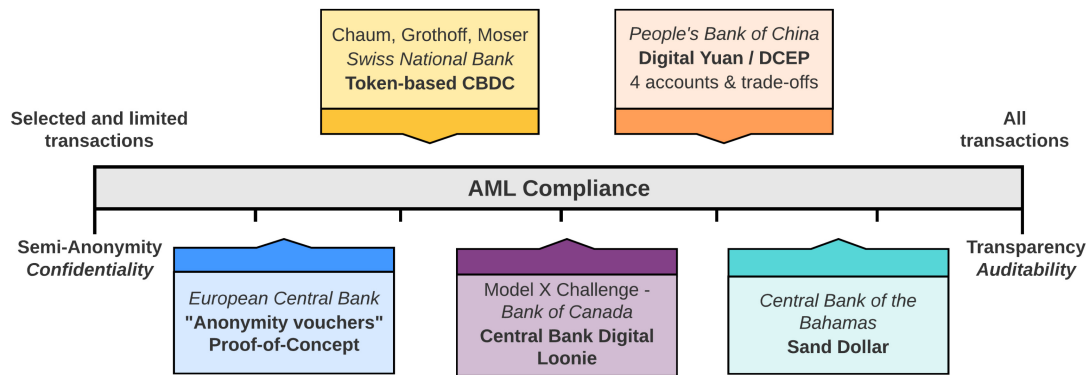 Chaum, Grothoff, Moser
Swiss National Bank
Token-based CBDC
People's Bank of China
Digital Yuan / DCEP
4 accounts & trade-offs
Selected and limited
transactions
All
transactions
AML Compliance
Semi-Anonymity
Confidentiality
Transparency
Auditability
European Central Bank
"Anonymity vouchers"
Proof-of-Concept
Model X Challenge -
Bank of Canada
Central Bank Digital
Loonie
Central Bank of the
Bahamas
Sand Dollar